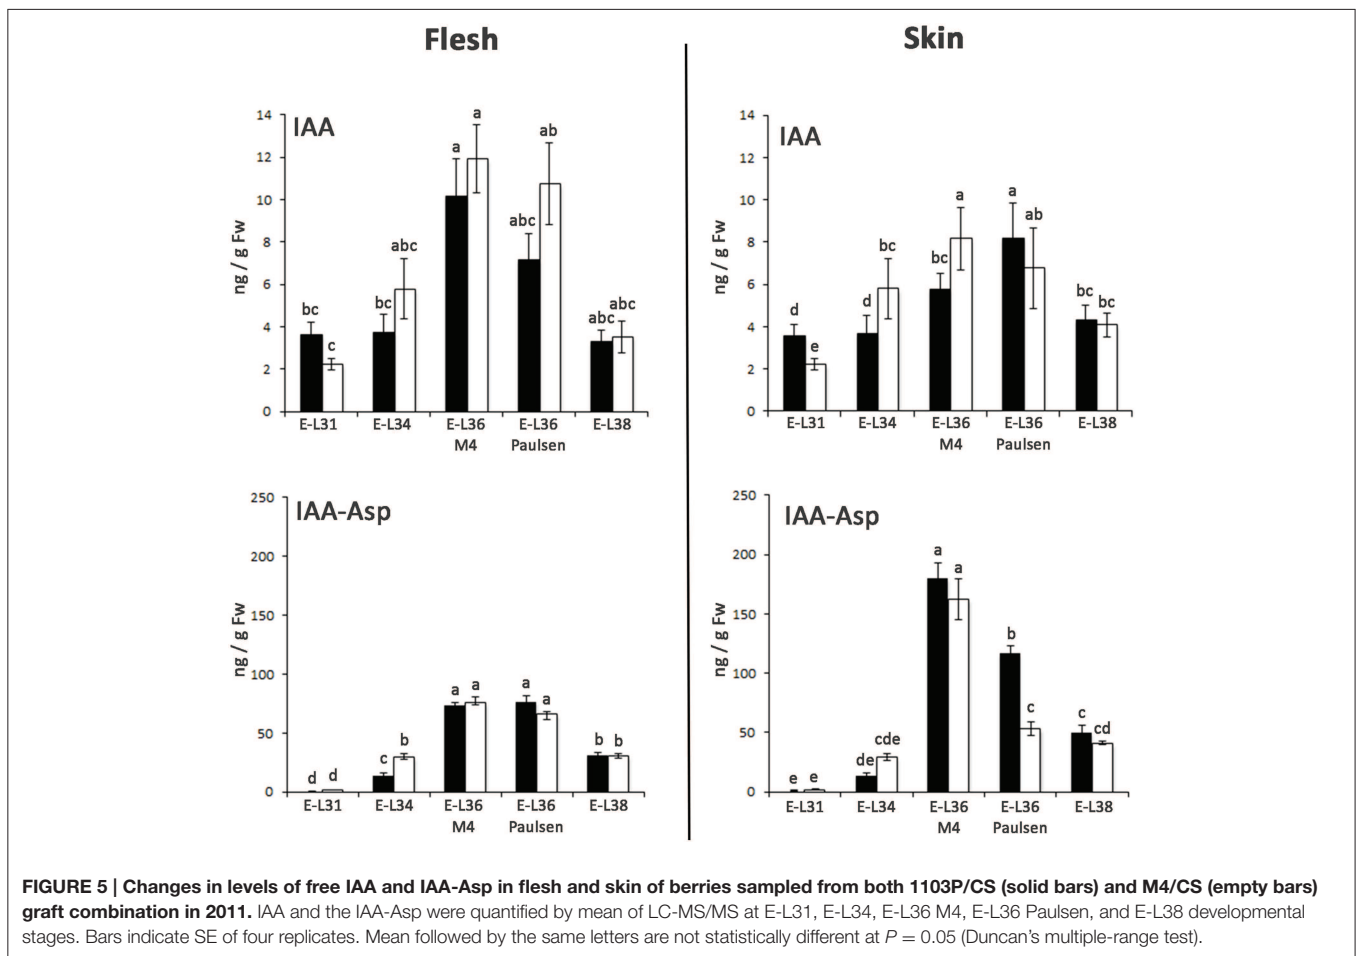 Flesh
Skin
IAA
14
12
10
8
6
4
2
0
ng / g Fw
bc
c
bc
abc
a
a
abc
ab
abc
abc
E-L31
E-L34
E-L36
M4
E-L36
Paulsen
E-L38
IAA
14
12
10
8
6
4
2
0
ng / g Fw
d
e
d
bc
bc
a
a
ab
bc
bc
E-L31
E-L34
E-L36
M4
E-L36
Paulsen
E-L38
IAA-Asp
250
200
150
100
50
0
ng / g Fw
d
d
c
b
a
a
a
a
b
b
E-L31
E-L34
E-L36
M4
E-L36
Paulsen
E-L38
IAA-Asp
250
200
150
100
50
0
ng / g Fw
e
e
de
cde
a
a
b
c
c
cd
E-L31
E-L34
E-L36
M4
E-L36
Paulsen
E-L38
FIGURE 5 | Changes in levels of free IAA and IAA-Asp in flesh and skin of berries sampled from both 1103P/CS (solid bars) and M4/CS (empty bars)
graft combination in 2011. IAA and the IAA-Asp were quantified by mean of LC-MS/MS at E-L31, E-L34, E-L36 M4, E-L36 Paulsen, and E-L38 developmental
stages. Bars indicate SE of four replicates. Mean followed by the same letters are not statistically different at P = 0.05 (Duncan's multiple-range test).